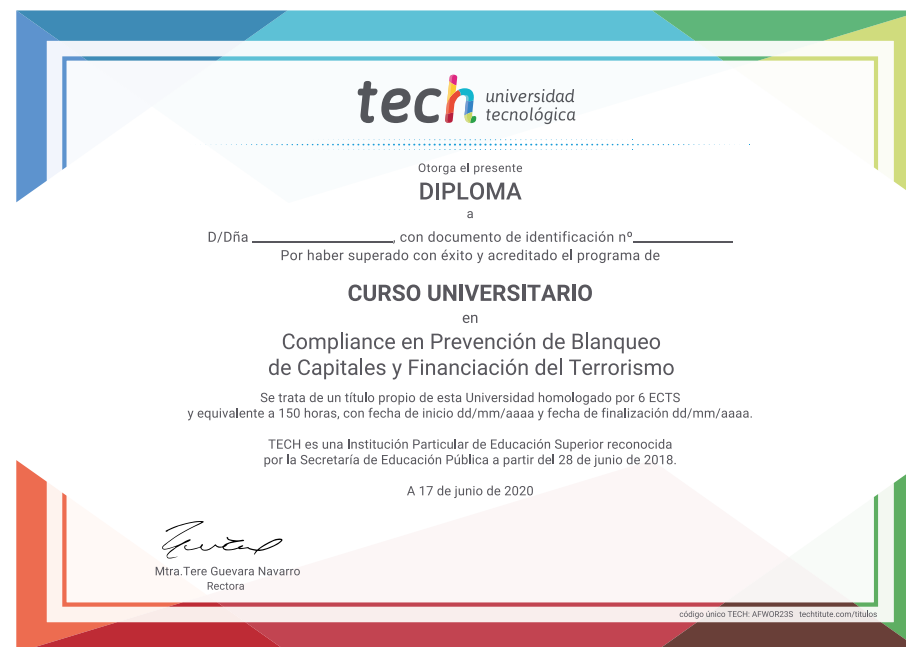 tech universidad
tecnológica
Otorga el presente
DIPLOMA
a
D/Dña ____________________, con documento de identificación nº______________
Por haber superado con éxito y acreditado el programa de
CURSO UNIVERSITARIO
en
Compliance en Prevención de Blanqueo
de Capitales y Financiación del Terrorismo
Se trata de un título propio de esta Universidad homologado por 6 ECTS
y equivalente a 150 horas, con fecha de inicio dd/mm/aaaa y fecha de finalización dd/mm/aaaa.
TECH es una Institución Particular de Educación Superior reconocida
por la Secretaría de Educación Pública a partir del 28 de junio de 2018.
A 17 de junio de 2020
Mtra.Tere Guevara Navarro
Rectora
código único TECH: AFWOR23S techtitute.com/titulos